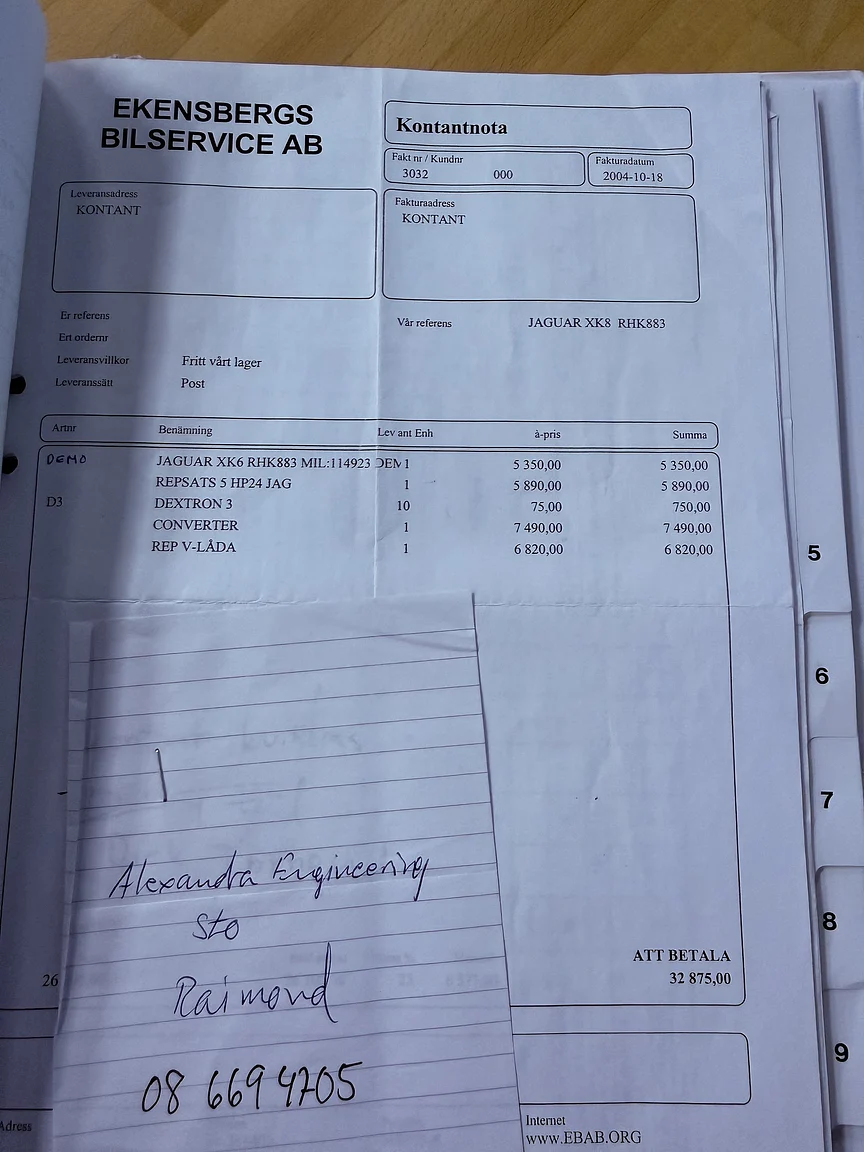 EKENSBERGS
BILSERVICE AB
Kontantnota
Fakt nr / Kundnr
3032 000
Fakturadatum
2004-10-18
Leveransadress
KONTANT
Fakturaadress
KONTANT
Er referens
Vår referens JAGUAR XK8 RHK883
Ert ordernr
Leveransvillkor Fritt vårt lager
Leveranssätt Post
Artnr Benämning Lev ant Enh à-pris Summa
DEMO JAGUAR XK6 RHK883 MIL:114923 DEM 1 5 350,00 5 350,00
REPSATS 5 HP24 JAG 1 5 890,00 5 890,00
D3 DEXTRON 3 10 75,00 750,00
CONVERTER 1 7 490,00 7 490,00
REP V-LÅDA 1 6 820,00 6 820,00
5
6
7
8
9
Alexandra Engineering
Sto
Raimond
08 669 4705
ATT BETALA
32 875,00
26
Adress
Internet
www.EBAB.ORG